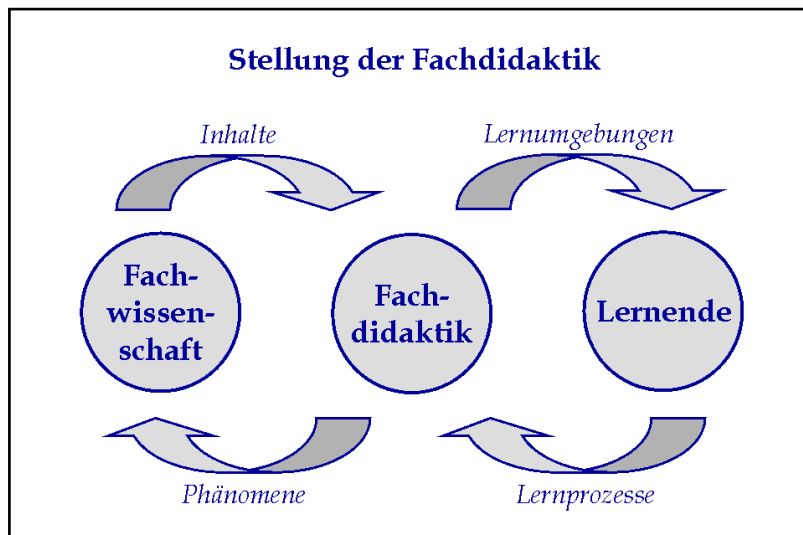 Stellung der Fachdidaktik
Inhalte
Lernumgebungen
Fach-
wissen-
schaft
Fach-
didaktik
Lernende
Phänomene
Lernprozesse